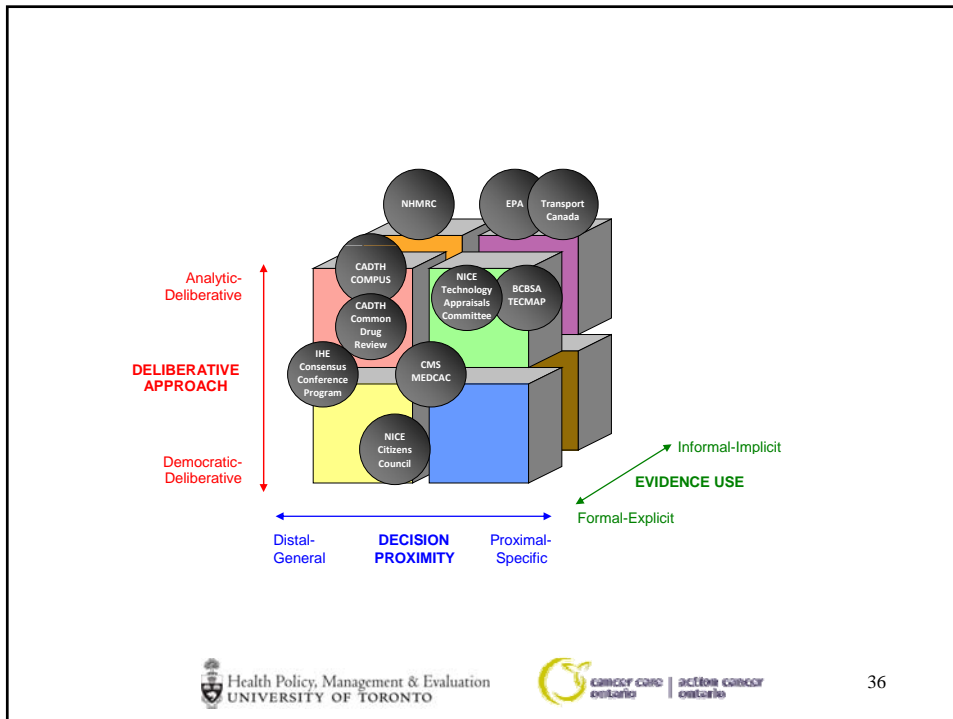 NHMRC
EPA
Transport
Canada
CADTH
COMPUS
NICE
Technology
Appraisals
Committee
BCBSA
TECMAP
CADTH
Common
Drug
Review
IHE
Consensus
Conference
Program
CMS
MEDCAC
NICE
Citizens
Council
Analytic-
Deliberative
DELIBERATIVE
APPROACH
Democratic-
Deliberative
Informal-Implicit
EVIDENCE USE
Formal-Explicit
Distal-
General
DECISION
PROXIMITY
Proximal-
Specific
Health Policy, Management & Evaluation
UNIVERSITY OF TORONTO
cancer care
ontario
action cancer
ontario
36